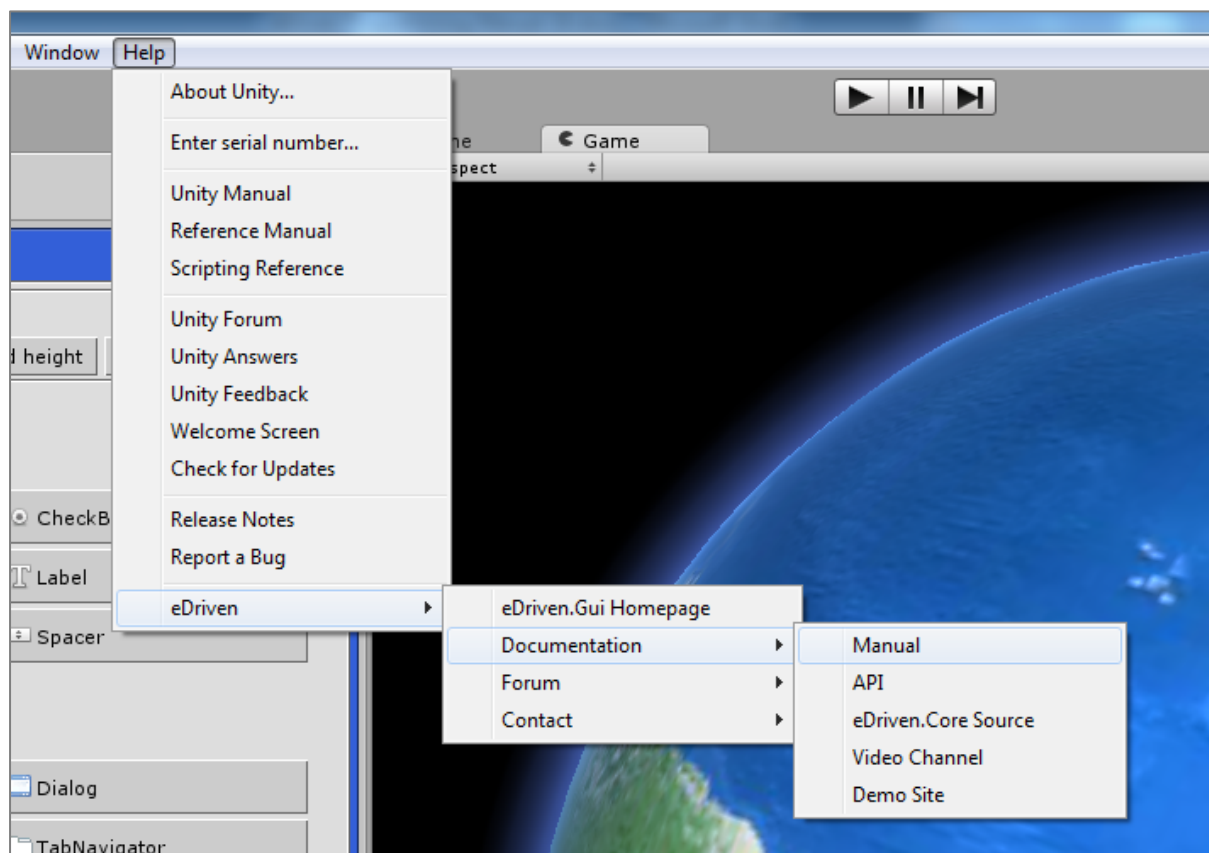 Window Help
About Unity...
Enter serial number...
Unity Manual
Reference Manual
Scripting Reference
Unity Forum
Unity Answers
Unity Feedback
Welcome Screen
Check for Updates
Release Notes
Report a Bug
eDriven
eDriven.Gui Homepage
Documentation
Forum
Contact
Manual
API
eDriven.Core Source
Video Channel
Demo Site
Game
spect
height
CheckB
Label
Spacer
Dialog
TabNavigator